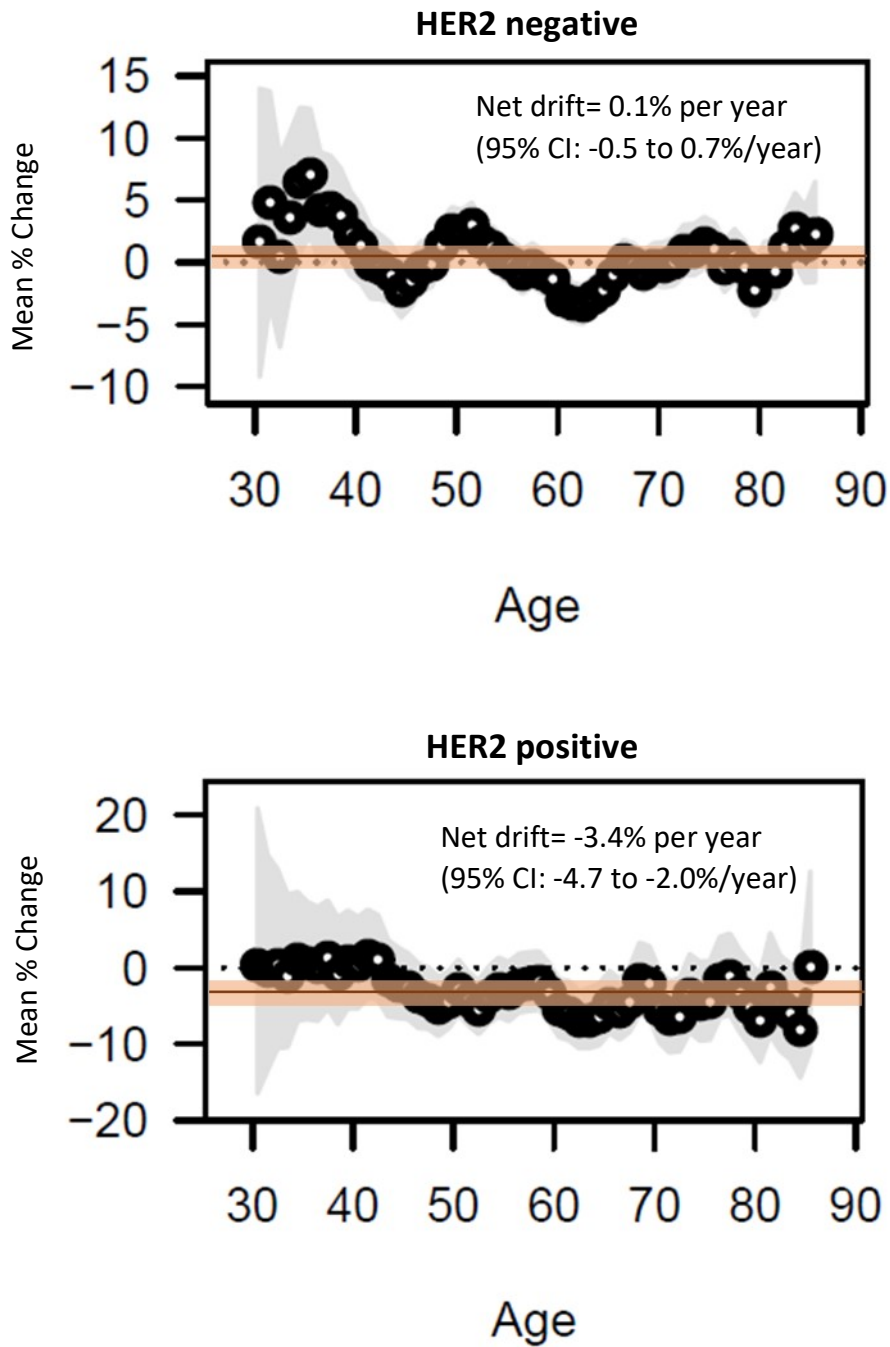 HER2 negative
Mean % Change
15
10
5
0
−5
−10
Net drift= 0.1% per year
(95% CI: -0.5 to 0.7%/year)
30 40 50 60 70 80 90
Age
HER2 positive
Mean % Change
20
10
0
−10
−20
Net drift= -3.4% per year
(95% CI: -4.7 to -2.0%/year)
30 40 50 60 70 80 90
Age